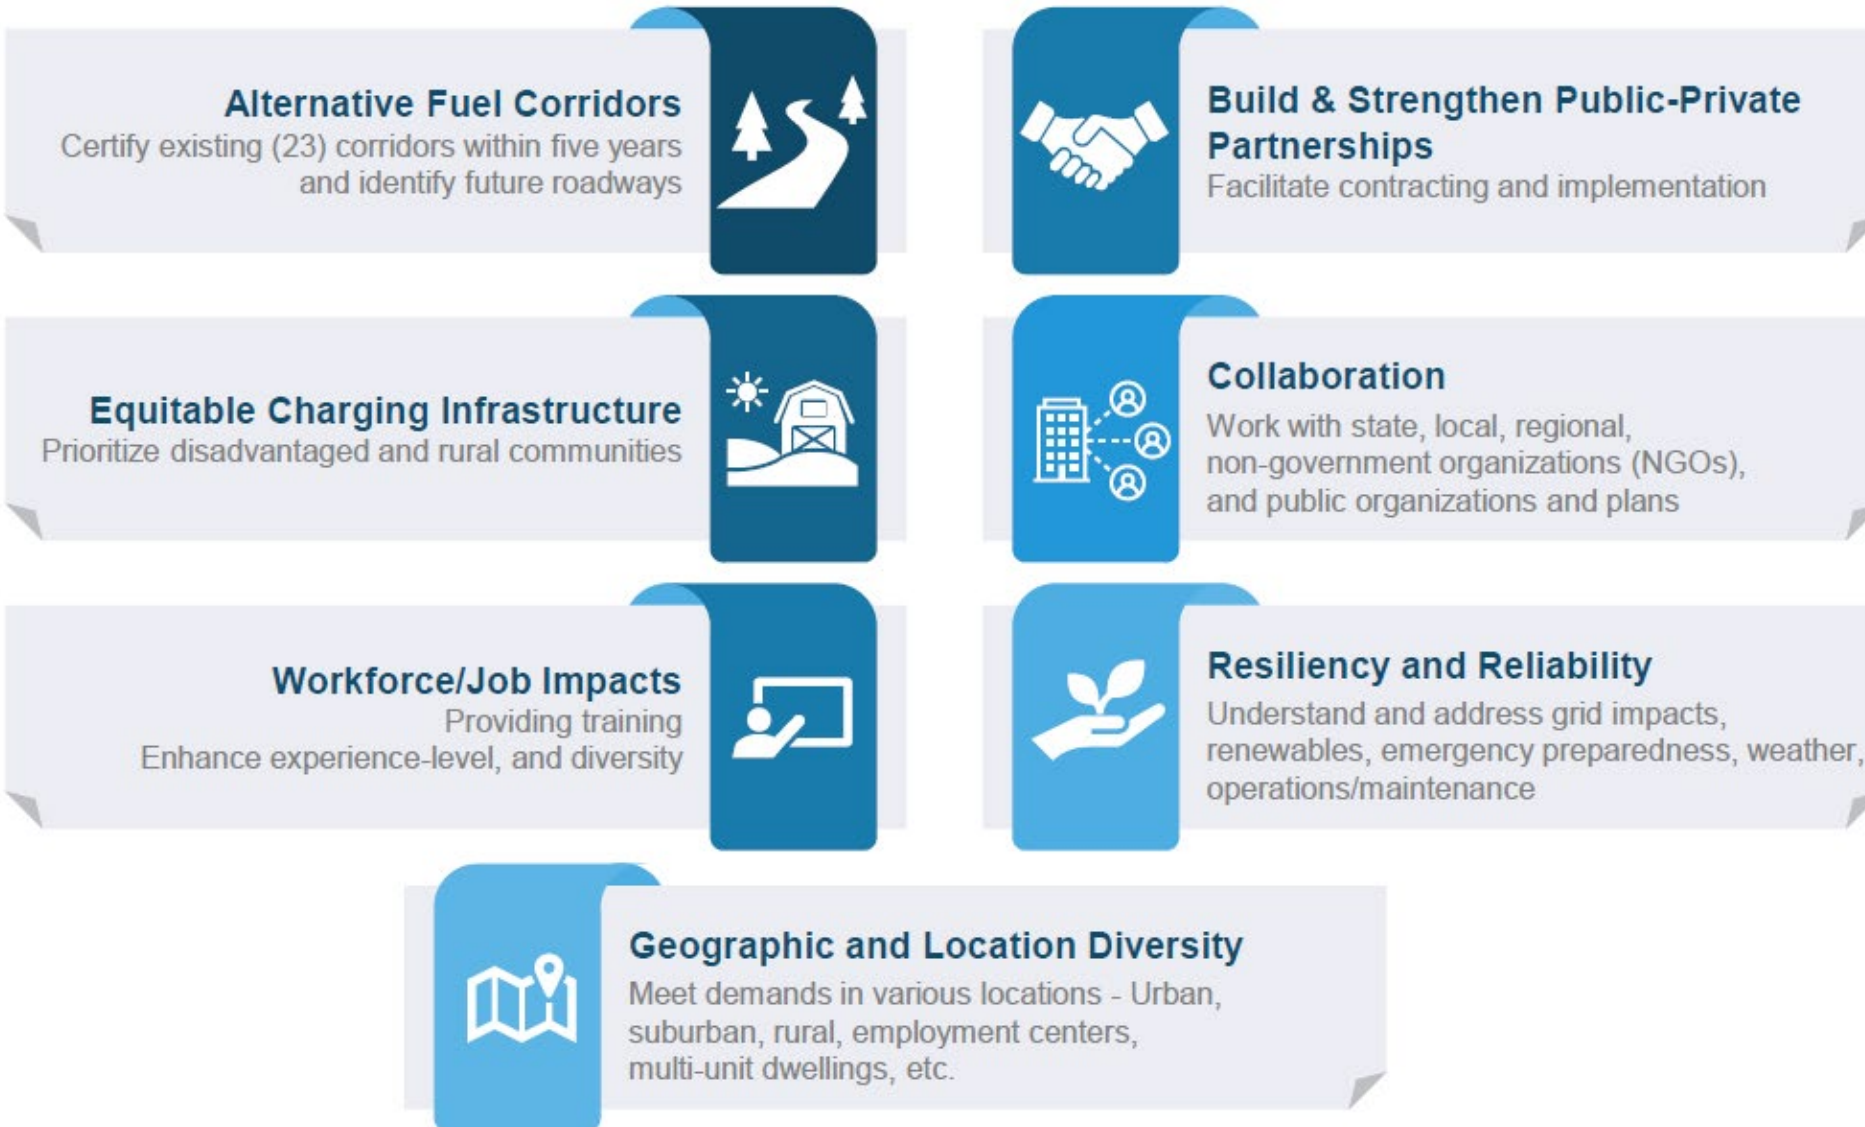 Alternative Fuel Corridors
Certify existing (23) corridors within five years
and identify future roadways
Build & Strengthen Public-Private
Partnerships
Facilitate contracting and implementation
Equitable Charging Infrastructure
Prioritize disadvantaged and rural communities
Collaboration
Work with state, local, regional,
non-government organizations (NGOs),
and public organizations and plans
Workforce/Job Impacts
Providing training
Enhance experience-level, and diversity
Resiliency and Reliability
Understand and address grid impacts,
renewables, emergency preparedness, weather,
operations/maintenance
Geographic and Location Diversity
Meet demands in various locations - Urban,
suburban, rural, employment centers,
multi-unit dwellings, etc.